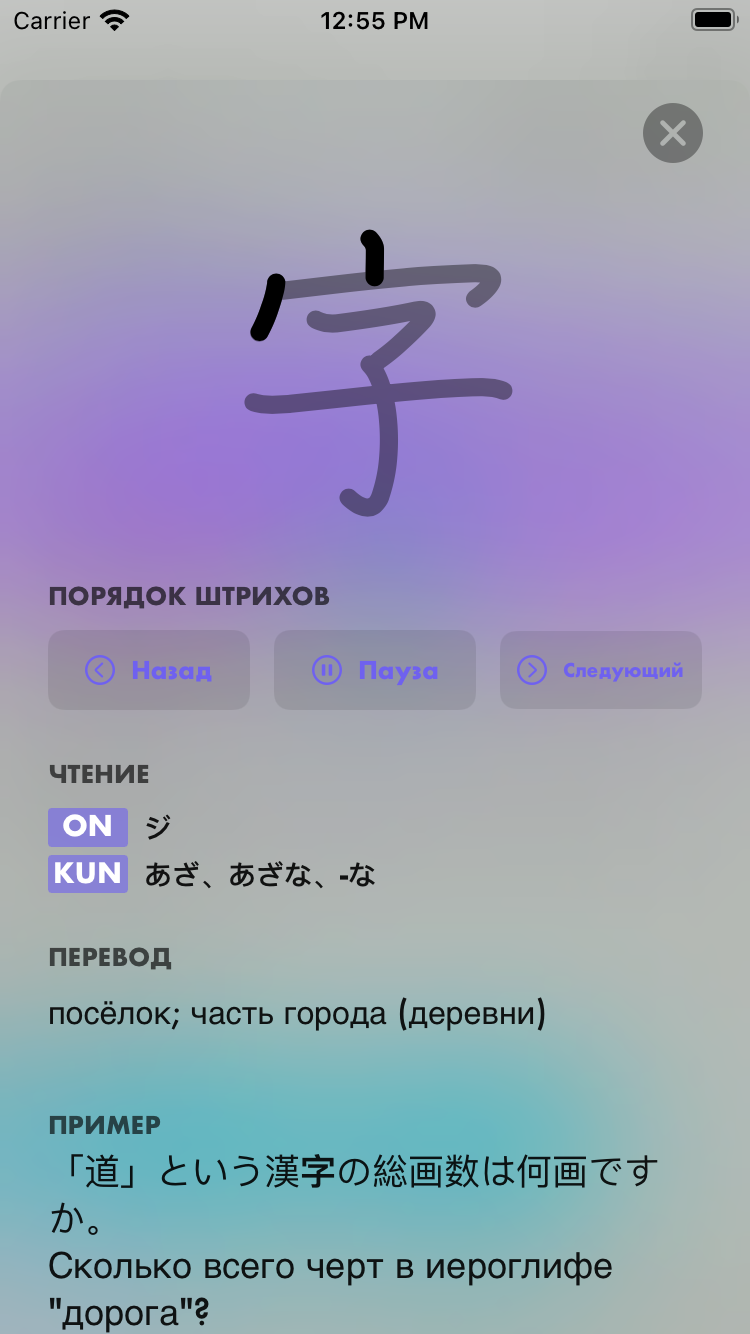 Carrier 12:55 PM
字
ПОРЯДОК ШТРИХОВ
Назад Пауза Следующий
ЧТЕНИЕ
ON ジ
KUN あざ、あざな、-な
ПЕРЕВОД
посёлок; часть города (деревни)
ПРИМЕР
「道」という漢字の総画数は何画です
か。
Сколько всего черт в иероглифе
"дорога"?